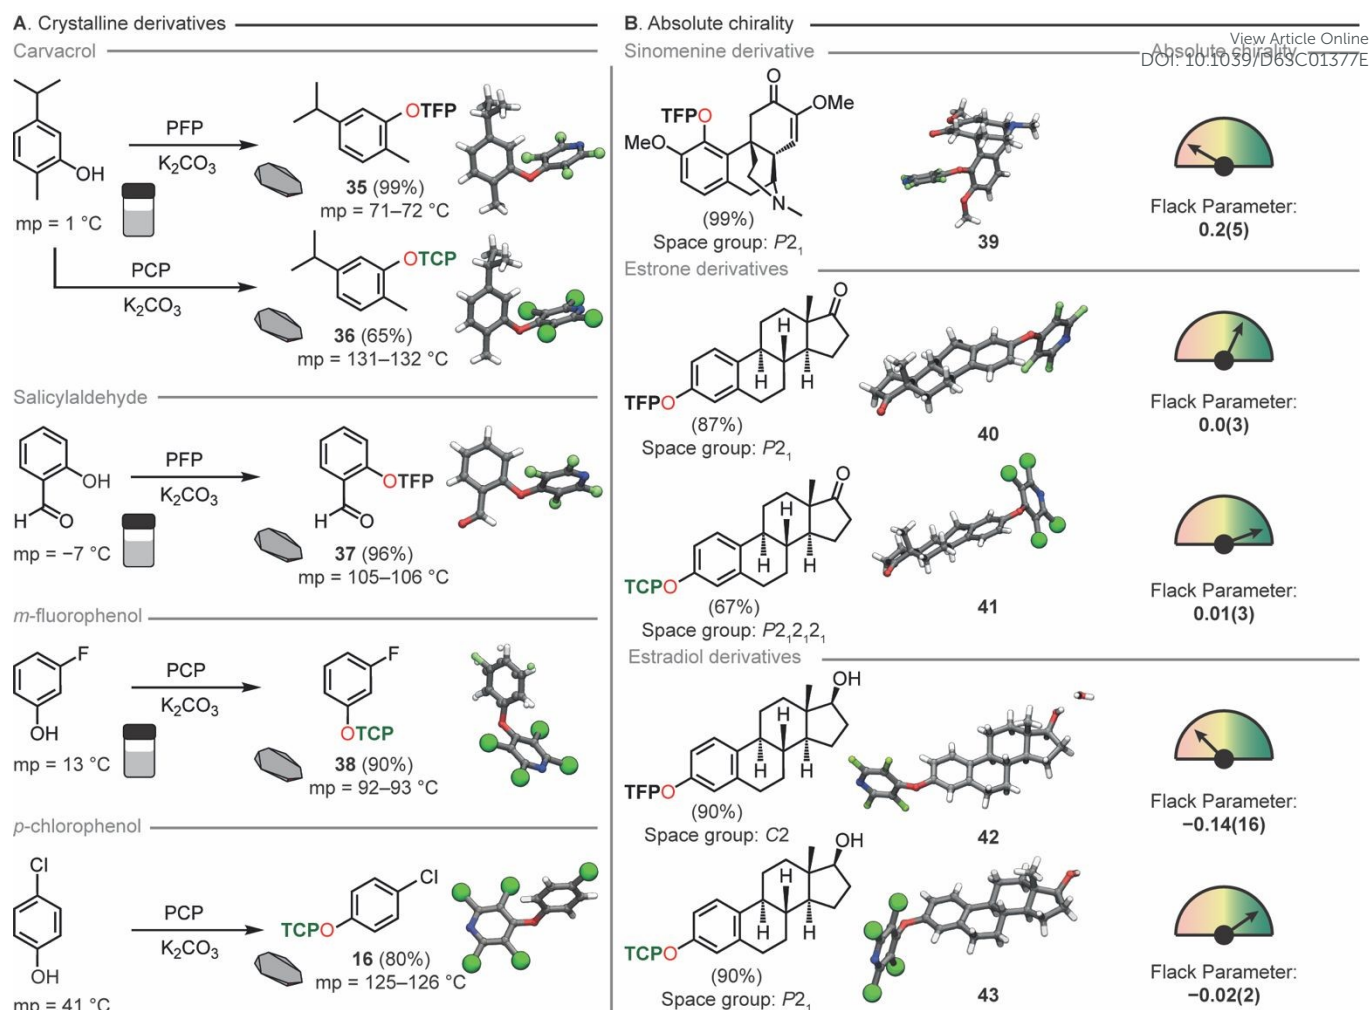 A. Crystalline derivatives
Carvacrol
OH
mp = 1 °C
PFP
K₂CO₃
OTFP
35 (99%)
mp = 71–72 °C
PCP
K₂CO₃
OTCP
36 (65%)
mp = 131–132 °C
Salicylaldehyde
OH
H
O
mp = −7 °C
PFP
K₂CO₃
OTFP
H
O
37 (96%)
mp = 105–106 °C
m-fluorophenol
F
OH
mp = 13 °C
PCP
K₂CO₃
F
OTCP
38 (90%)
mp = 92–93 °C
p-chlorophenol
Cl
OH
mp = 41 °C
PCP
K₂CO₃
Cl
TCPO
16 (80%)
mp = 125–126 °C
B. Absolute chirality
View Article Online
DOI: 10.1039/D6SC01377E
Sinomenine derivative
Absolute chirality
O
OMe
TFPO
MeO
N
(99%)
Space group: P2₁
39
Flack Parameter:
0.2(5)
Estrone derivatives
O
H
H
H
TFPO
(87%)
Space group: P2₁
40
Flack Parameter:
0.0(3)
O
H
H
H
TCPO
(67%)
Space group: P2₁2₁2₁
41
Flack Parameter:
0.01(3)
Estradiol derivatives
OH
H
H
H
TFPO
(90%)
Space group: C2
42
Flack Parameter:
−0.14(16)
OH
H
H
H
TCPO
(90%)
Space group: P2₁
43
Flack Parameter:
−0.02(2)